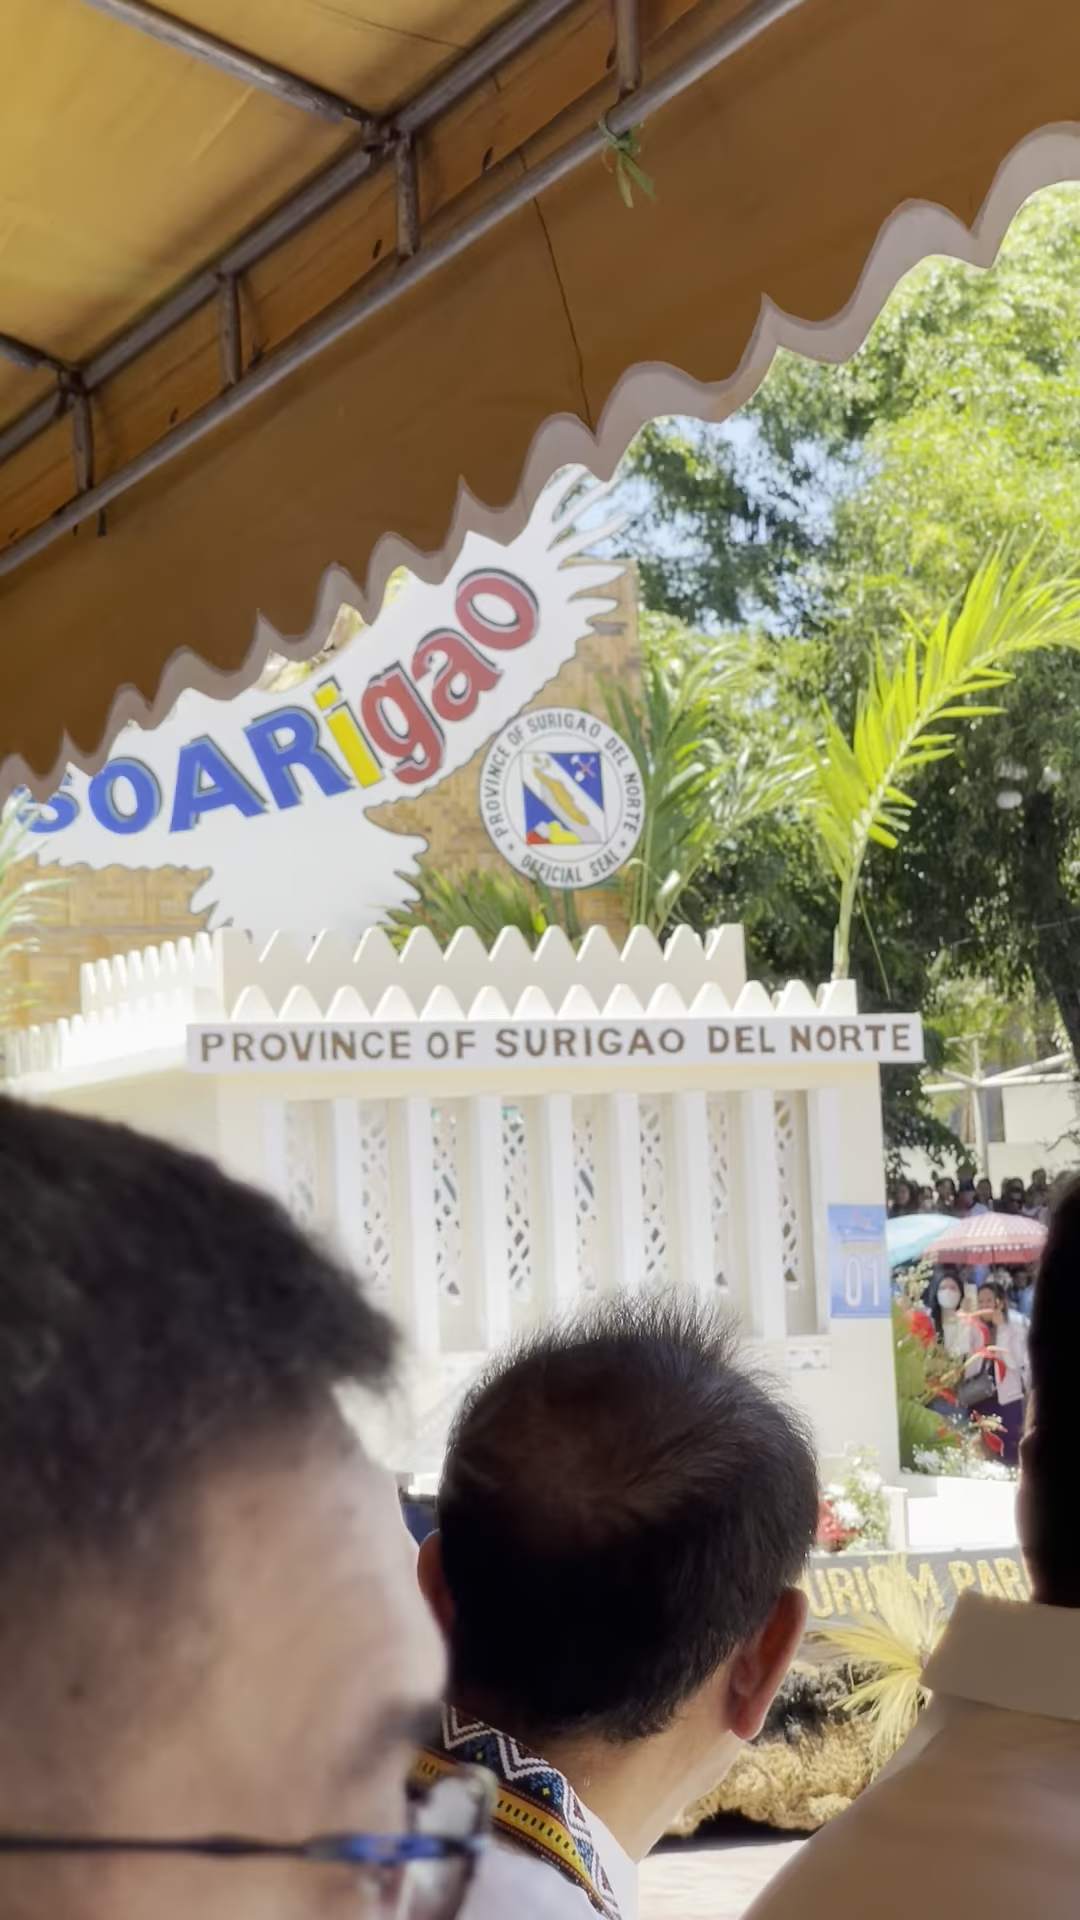 SOARigao
PROVINCE OF SURIGAO DEL NORTE
OFFICIAL SEAL
PROVINCE OF SURIGAO DEL NORTE
01